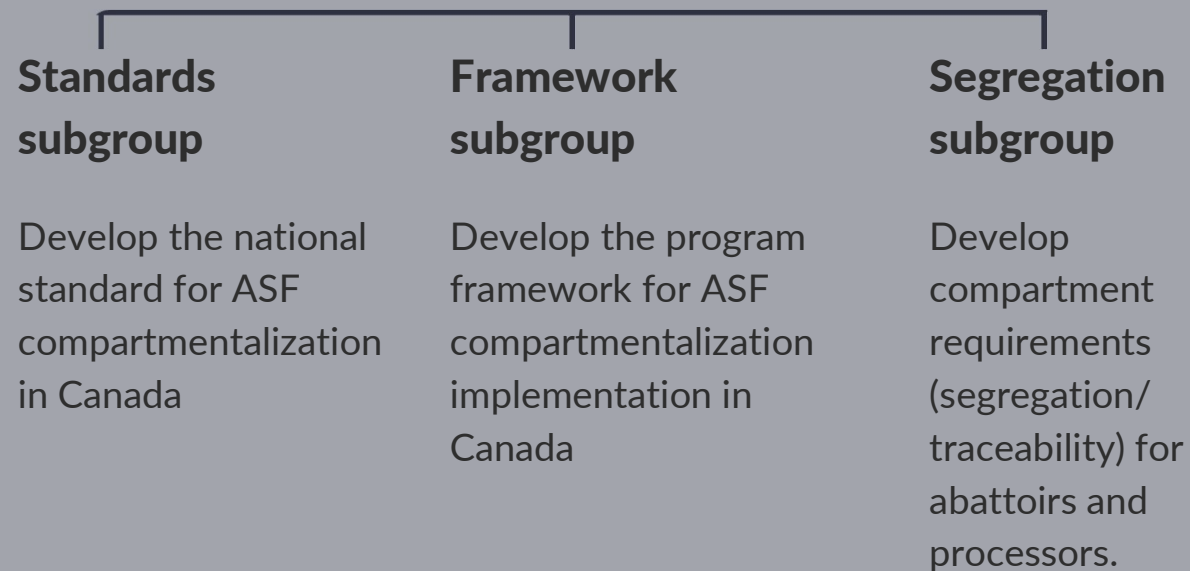 Standards
subgroup
Develop the national
standard for ASF
compartmentalization
in Canada
Framework
subgroup
Develop the program
framework for ASF
compartmentalization
implementation in
Canada
Segregation
subgroup
Develop
compartment
requirements
(segregation/
traceability) for
abattoirs and
processors.